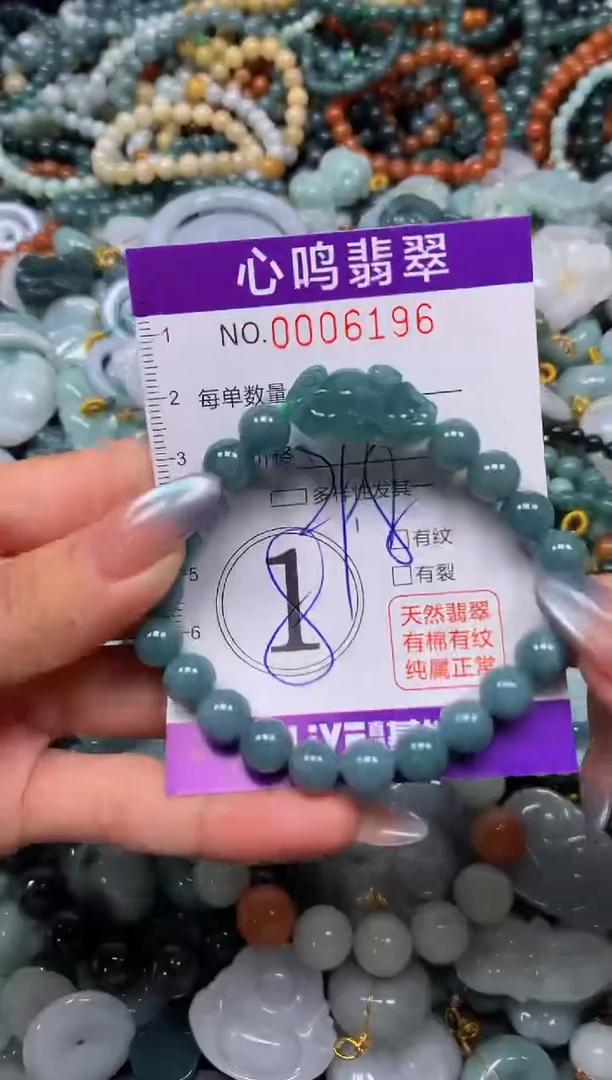 心鸣翡翠
NO.0006196
1
2 每单数量
3
多样性发其一
有纹
5
1
有裂
6
天然翡翠
有棉有纹
纯属正常